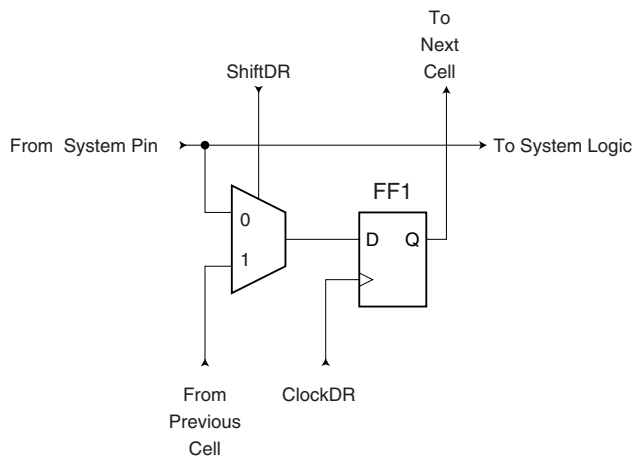 To
Next
Cell
ShiftDR
From System Pin
To System Logic
FF1
0
D Q
1
From
Previous
Cell
ClockDR